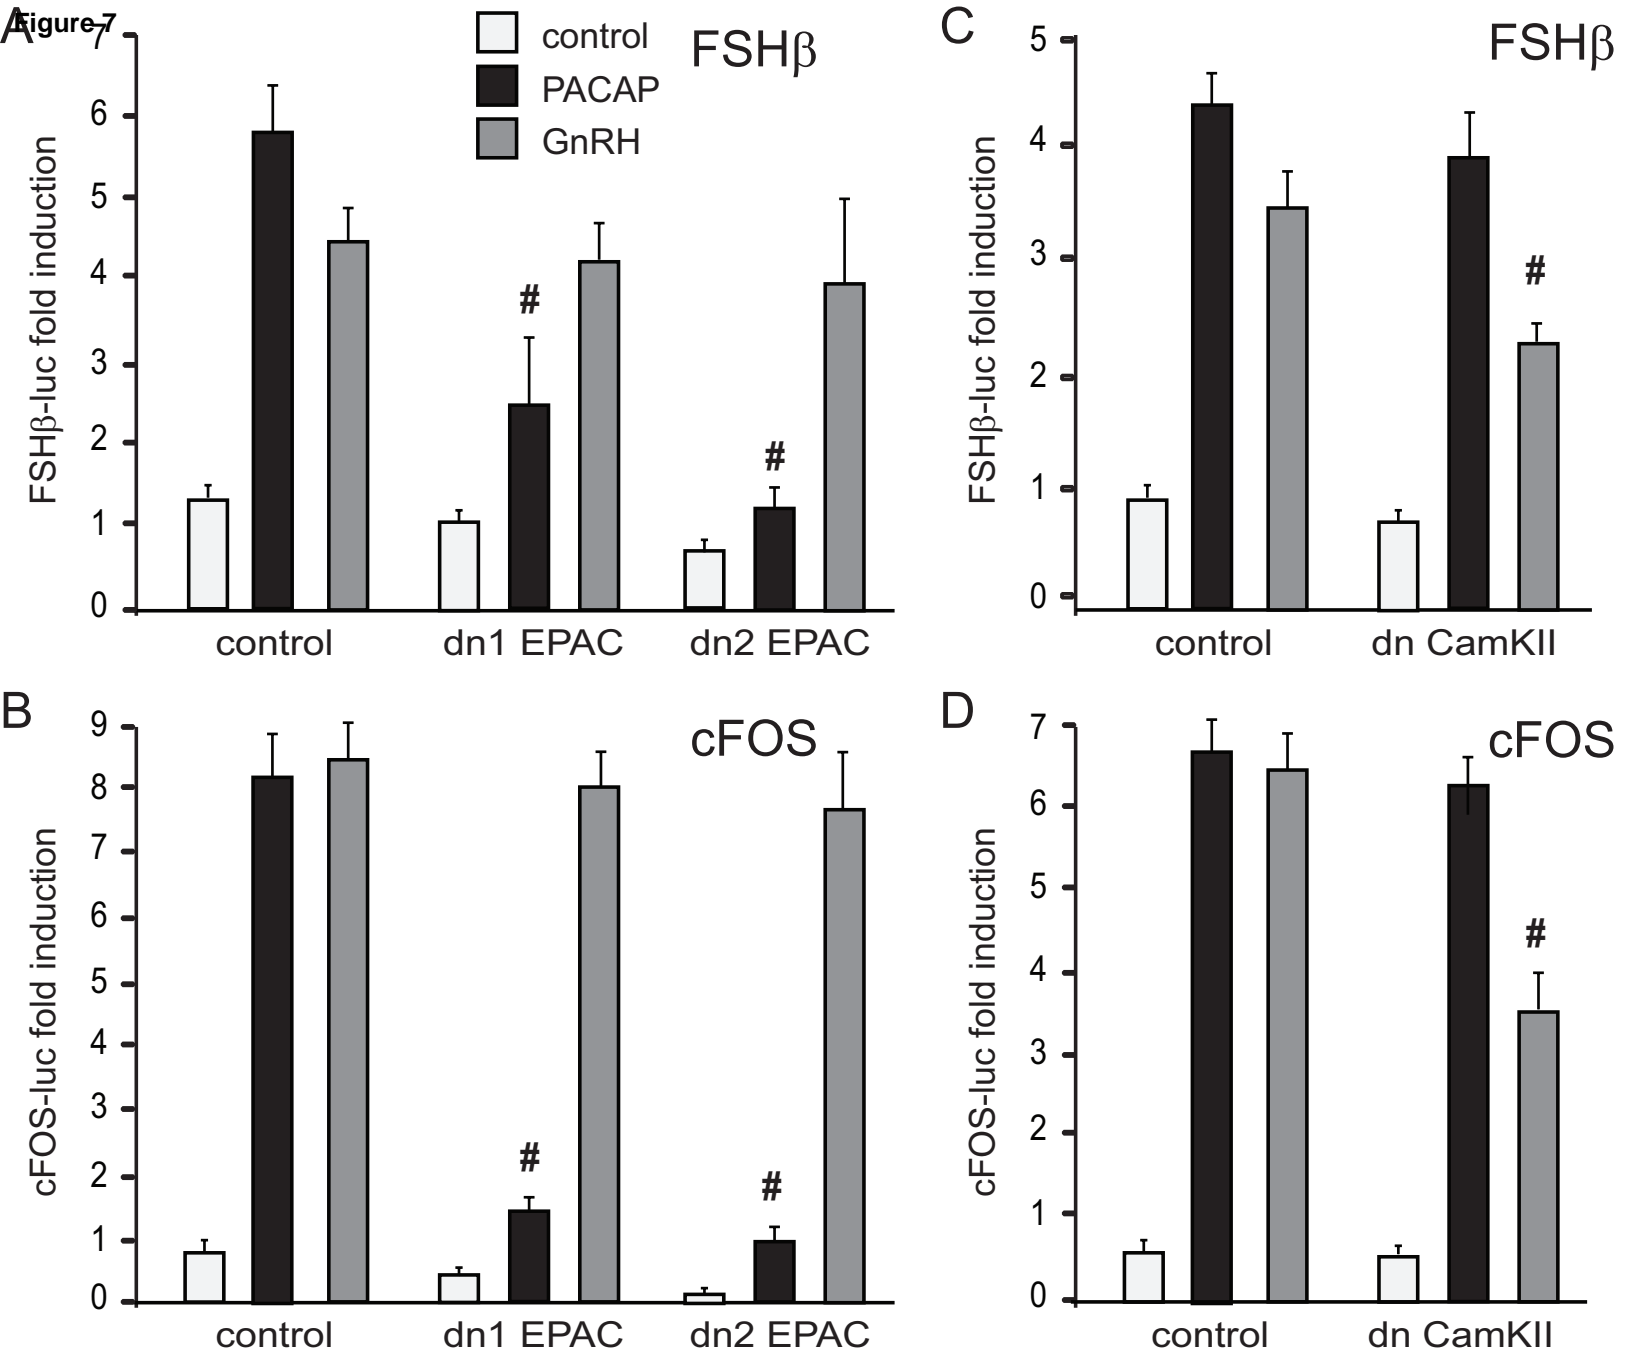 Figure 7
A
FSHβ
control
PACAP
GnRH
FSHβ-luc fold induction
7
6
5
4
3
2
1
0
control
dn1 EPAC
dn2 EPAC
C
FSHβ
FSHβ-luc fold induction
5
4
3
2
1
0
#
#
#
control
dn CamKII
B
cFOS
cFOS-luc fold induction
9
8
7
6
5
4
3
2
1
0
#
#
control
dn1 EPAC
dn2 EPAC
D
cFOS
cFOS-luc fold induction
7
6
5
4
3
2
1
0
#
control
dn CamKII